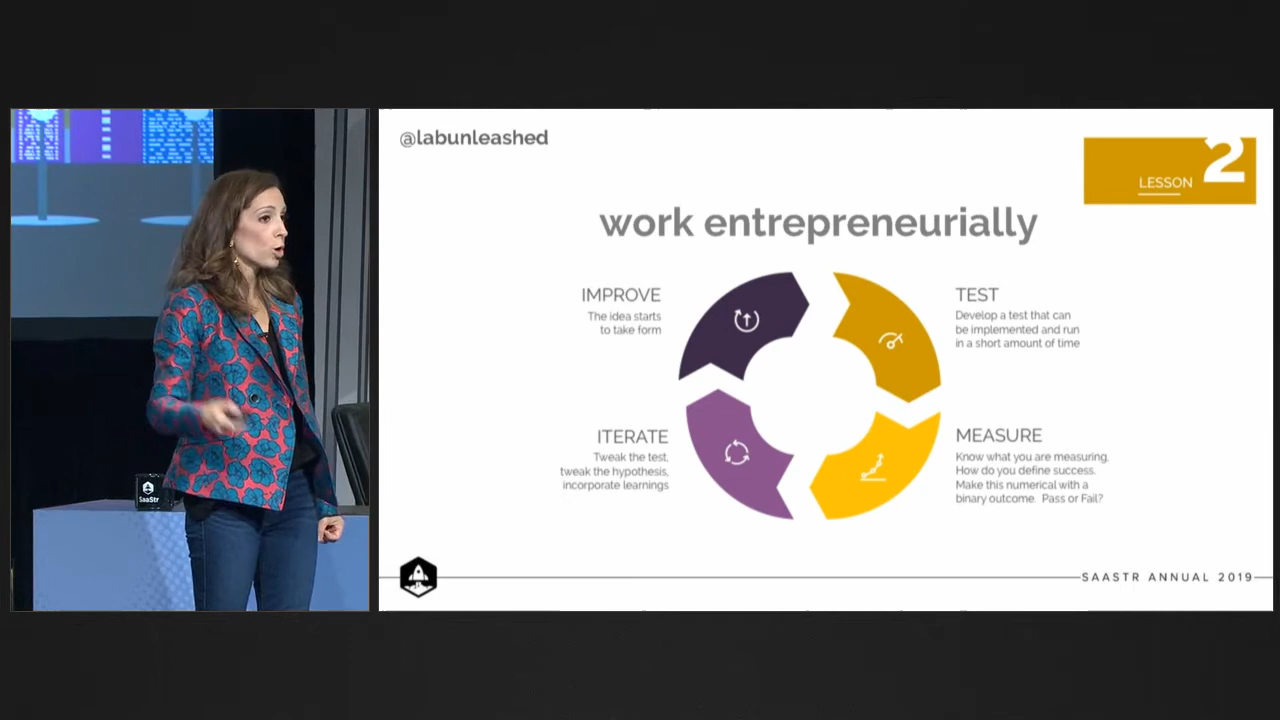 @labunleashed
LESSON 2
work entrepreneurially
IMPROVE
The idea starts
to take form
TEST
Develop a test that can
be implemented and run
in a short amount of time
ITERATE
Tweak the test,
tweak the hypothesis,
incorporate learnings
MEASURE
Know what you are measuring.
How do you define success.
Make this numerical with a
binary outcome. Pass or Fail?
SaaStr
SAASTR ANNUAL 2019